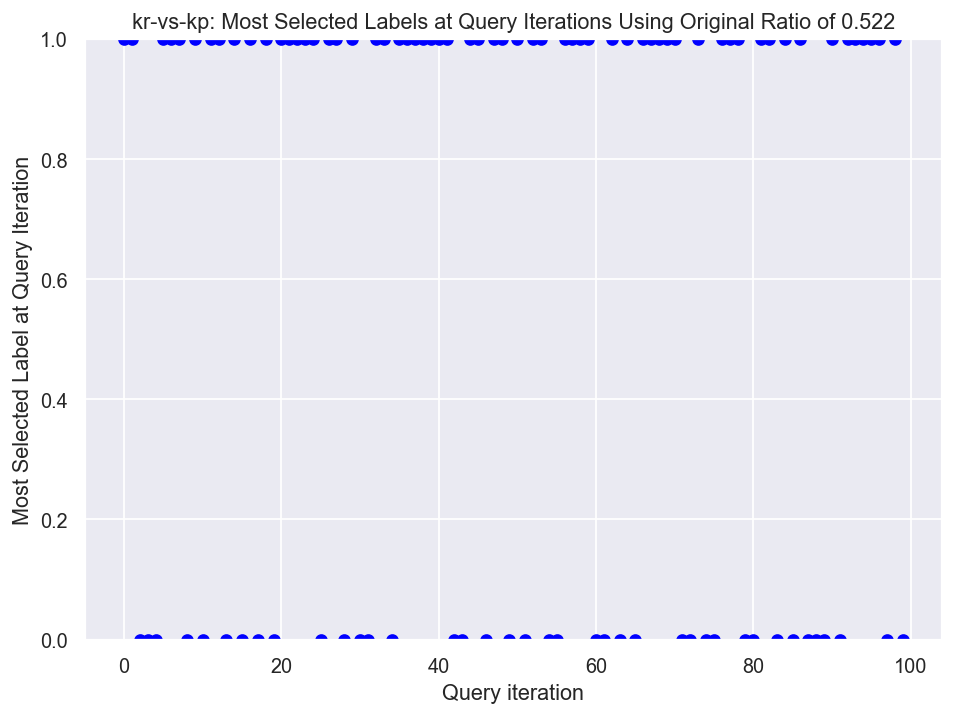 kr-vs-kp: Most Selected Labels at Query Iterations Using Original Ratio of 0.522
1.0
0.8
0.6
0.4
0.2
0.0
Most Selected Label at Query Iteration
0 20 40 60 80 100
Query iteration